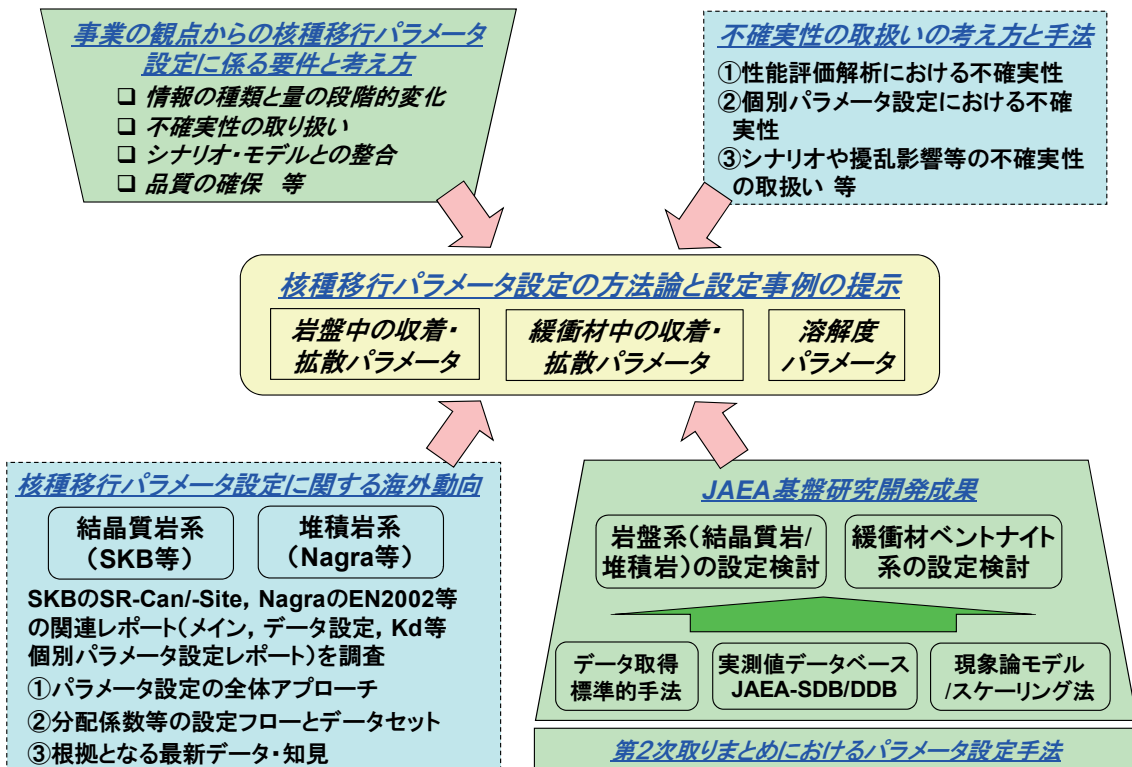 事業の観点からの核種移行パラメータ
設定に係る要件と考え方
❑ 情報の種類と量の段階的変化
❑ 不確実性の取り扱い
❑ シナリオ・モデルとの整合
❑ 品質の確保 等
不確実性の取扱いの考え方と手法
①性能評価解析における不確実性
②個別パラメータ設定における不確
実性
③シナリオや擾乱影響等の不確実性
の取扱い 等
核種移行パラメータ設定の方法論と設定事例の提示
岩盤中の収着・
拡散パラメータ
緩衝材中の収着・
拡散パラメータ
溶解度
パラメータ
核種移行パラメータ設定に関する海外動向
結晶質岩系
(SKB等)
堆積岩系
(Nagra等)
SKBのSR-Can/-Site, NagraのEN2002等
の関連レポート(メイン, データ設定, Kd等
個別パラメータ設定レポート)を調査
①パラメータ設定の全体アプローチ
②分配係数等の設定フローとデータセット
③根拠となる最新データ・知見
JAEA基盤研究開発成果
岩盤系(結晶質岩/
堆積岩)の設定検討
緩衝材ベントナイト
系の設定検討
データ取得
標準的手法
実測値データベース
JAEA-SDB/DDB
現象論モデル
/スケーリング法
第2次取りまとめにおけるパラメータ設定手法